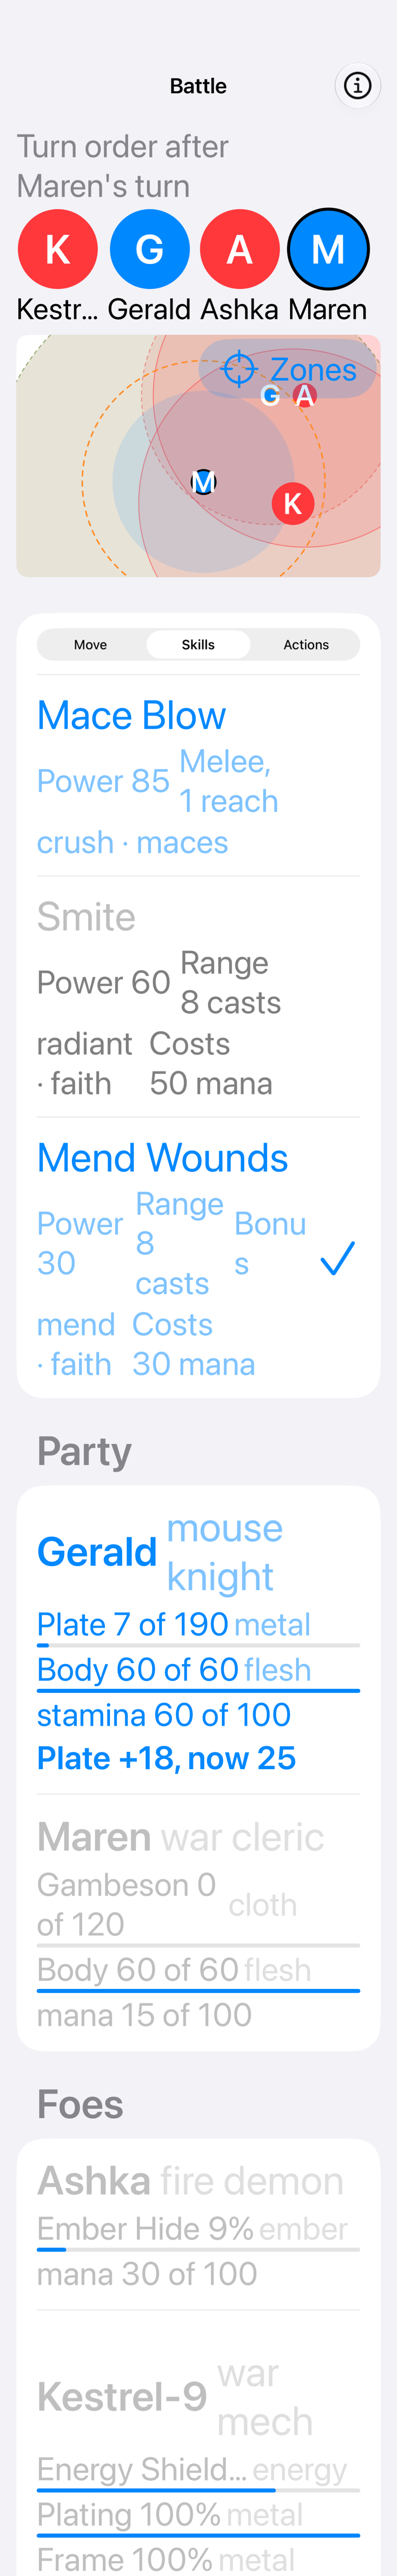 Battle
Turn order after
Maren's turn
K G A M
Kestr... Gerald Ashka Maren
Zones
G A
M
K
Move Skills Actions
Mace Blow
Power 85 Melee,
1 reach
crush · maces
Smite
Power 60 Range
8 casts
radiant Costs
· faith 50 mana
Mend Wounds
Power Range Bonu
30 8 s
casts
mend Costs
· faith 30 mana
Party
Gerald mouse
knight
Plate 7 of 190 metal
Body 60 of 60 flesh
stamina 60 of 100
Plate +18, now 25
Maren war cleric
Gambeson 0 cloth
of 120
Body 60 of 60 flesh
mana 15 of 100
Foes
Ashka fire demon
Ember Hide 9% ember
mana 30 of 100
Kestrel-9 war
mech
Energy Shield... energy
Plating 100% metal
Frame 100% metal